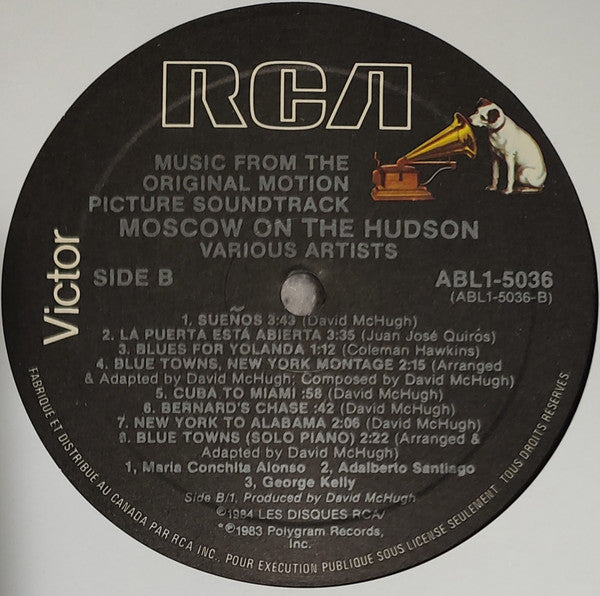 RCA
MUSIC FROM THE
ORIGINAL MOTION
PICTURE SOUNDTRACK
MOSCOW ON THE HUDSON
VARIOUS ARTISTS
Victor
SIDE B
ABL1-5036
(ABL1-5036-B)
1. SUEÑOS 3:43 (David McHugh)
2. LA PUERTA ESTÁ ABIERTA 3:35 (Juan José Quirós)
3. BLUES FOR YOLANDA 1:12 (Coleman Hawkins)
4. BLUE TOWNS, NEW YORK MONTAGE 2:15 (Arranged
& Adapted by David McHugh; Composed by David McHugh)
5. CUBA TO MIAMI :58 (David McHugh)
6. BERNARD'S CHASE :42 (David McHugh)
7. NEW YORK TO ALABAMA 2:06 (David McHugh)
8. BLUE TOWNS (SOLO PIANO) 2:22 (Arranged &
Adapted by David McHugh)
1, Maria Conchita Alonso 2, Adalberto Santiago
3, George Kelly
Side B/1, Produced by David McHugh
©1984 LES DISQUES RCA/
*℗1983 Polygram Records,
Inc.
FABRIQUÉ ET DISTRIBUÉ AU CANADA PAR RCA INC., POUR EXÉCUTION PUBLIQUE SOUS LICENSE SEULEMENT. TOUS DROITS RÉSERVÉS.